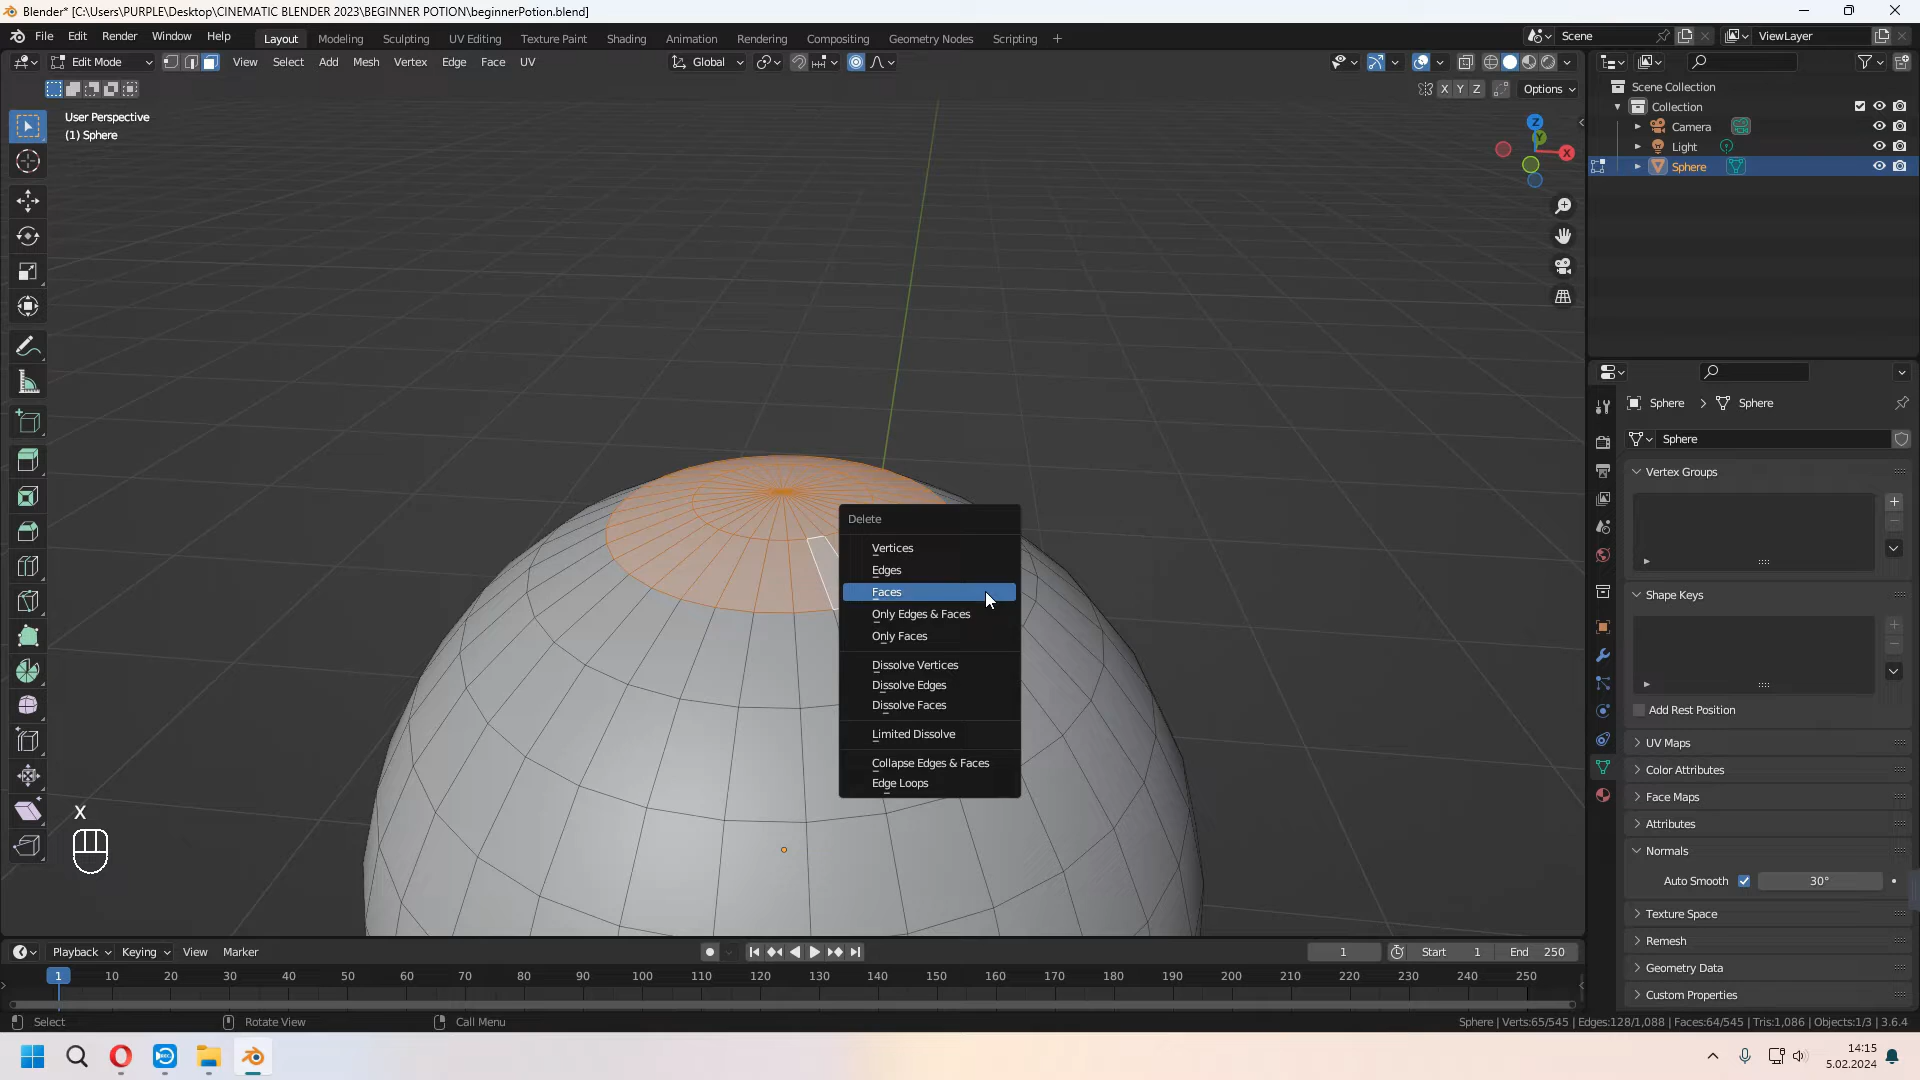 Blender* [C:\Users\PURPLE\Desktop\CINEMATIC BLENDER 2023\BEGINNER POTION\beginnerPotion.blend]
File Edit Render Window Help Layout Modeling Sculpting UV Editing Texture Paint Shading Animation Rendering Compositing Geometry Nodes Scripting + Scene ViewLayer
Edit Mode View Select Add Mesh Vertex Edge Face UV Global
X Y Z Options
User Perspective
(1) Sphere
Z
Y
X
Scene Collection
Collection
Camera
Light
Sphere
Sphere > Sphere
Sphere
Vertex Groups
Shape Keys
Add Rest Position
UV Maps
Color Attributes
Face Maps
Attributes
Normals
Auto Smooth 30°
Texture Space
Remesh
Geometry Data
Custom Properties
Delete
Vertices
Edges
Faces
Only Edges & Faces
Only Faces
Dissolve Vertices
Dissolve Edges
Dissolve Faces
Limited Dissolve
Collapse Edges & Faces
Edge Loops
X
Playback Keying View Marker 1 Start 1 End 250
1 10 20 30 40 50 60 70 80 90 100 110 120 130 140 150 160 170 180 190 200 210 220 230 240 250
Select Rotate View Call Menu Sphere | Verts:65/545 | Edges:128/1,088 | Faces:64/545 | Tris:1,086 | Objects:1/3 | 3.6.4
14:15
5.02.2024